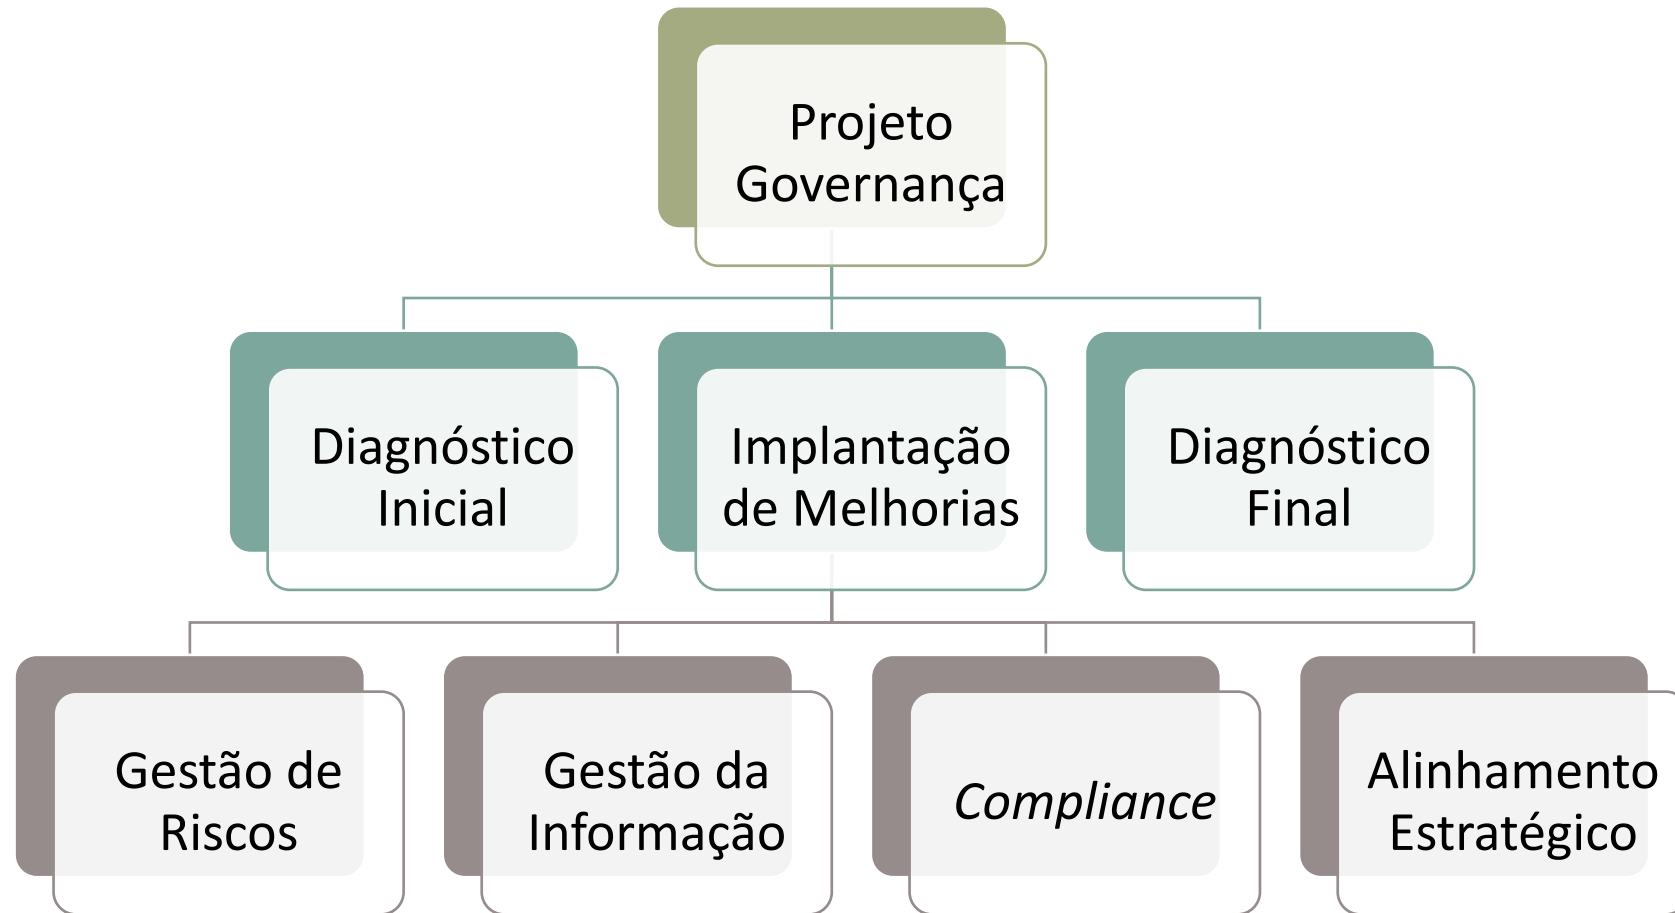 Projeto
Governança
Diagnóstico
Inicial
Implantação
de Melhorias
Diagnóstico
Final
Gestão de
Riscos
Gestão da
Informação
Compliance
Alinhamento
Estratégico